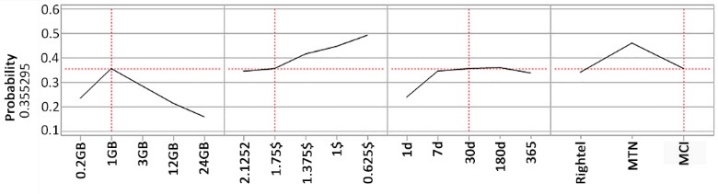 Probability
0.355295
0.6
0.5
0.4
0.3
0.2
0.1
0.2GB
1GB
3GB
12GB
24GB
2.1252
1.75$
1.375$
1$
0.625$
1d
7d
30d
180d
365
Rightel
MTN
MCI